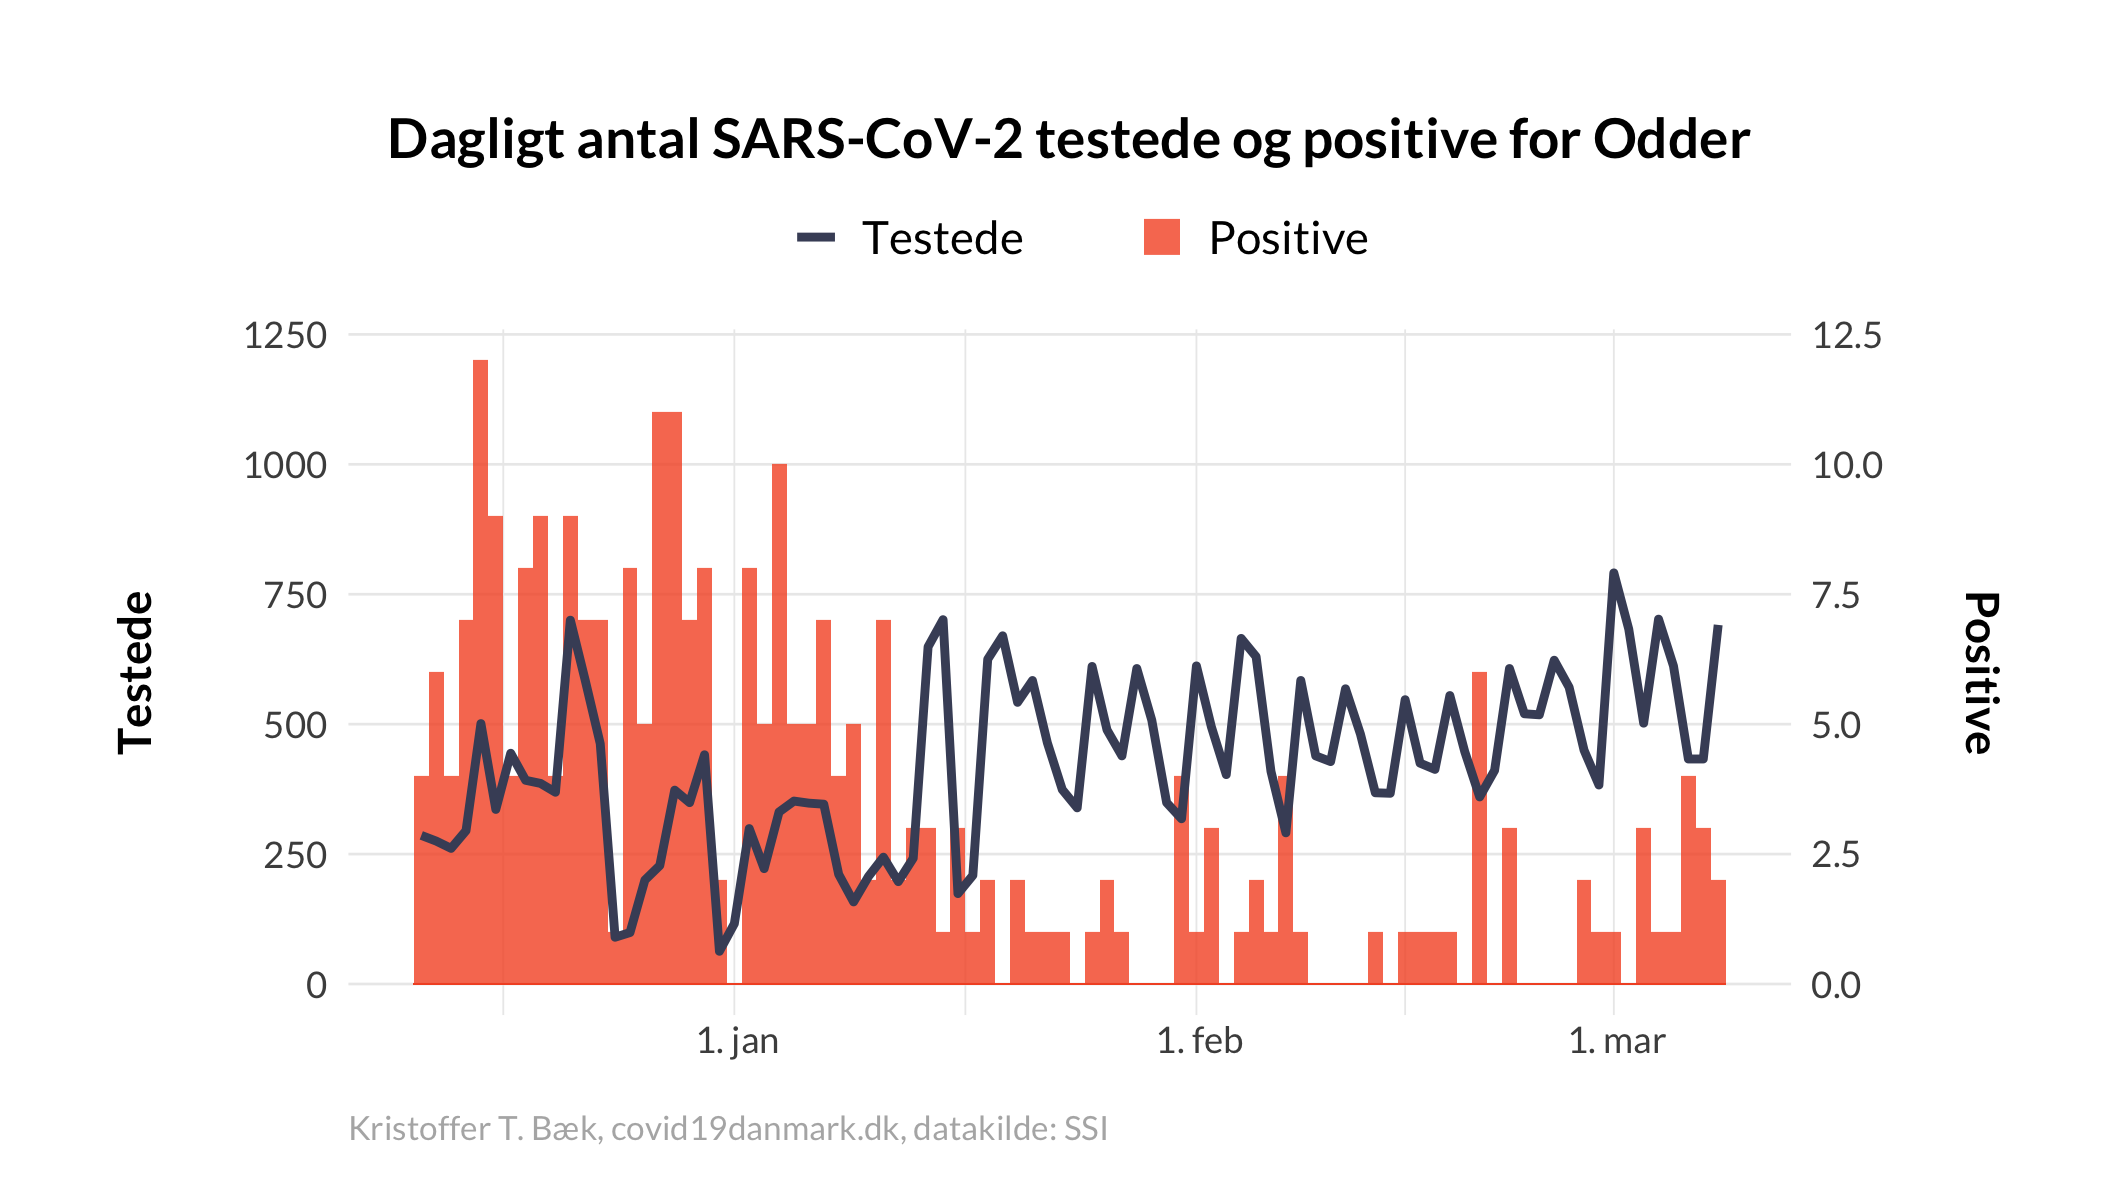 Dagligt antal SARS-CoV-2 testede og positive for Odder
Testede
Positive
1250
1000
750
500
250
0
12.5
10.0
7.5
5.0
2.5
0.0
Testede
Positive
1. jan
1. feb
1. mar
Kristoffer T. Bæk, covid19danmark.dk, datakilde: SSI